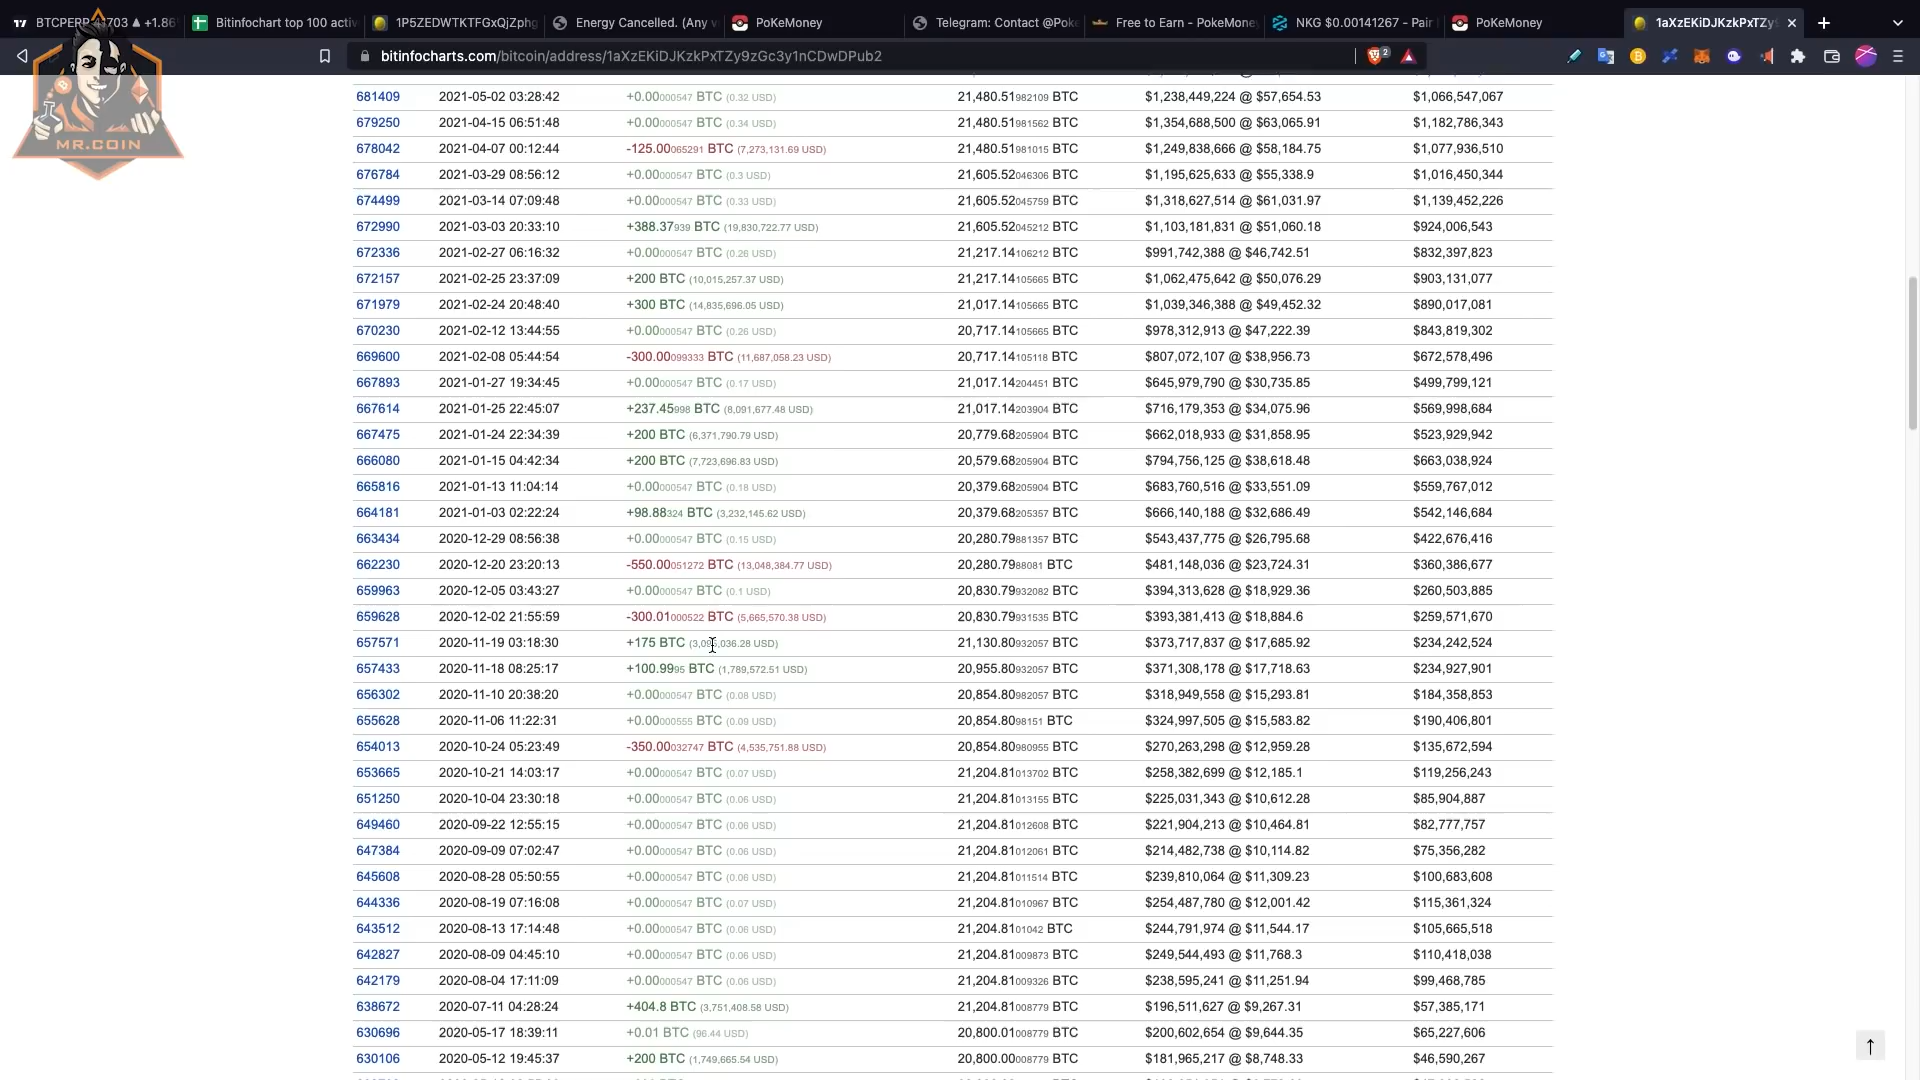 BTCPERP 41703 ▲ +1.86
Bitinfochart top 100 activ
1P5ZEDWTKTFGxQjZphg
Energy Cancelled. (Any v
PoKeMoney
Telegram: Contact @Poke
Free to Earn - PokeMone
NKG $0.00141267 - Pair
PoKeMoney
1aXzEKiDJKzkPxTZy9
bitinfocharts.com/bitcoin/address/1aXzEKiDJKzkPxTZy9zGc3y1nCDwDPub2
2
MR.COIN
681409 2021-05-02 03:28:42 +0.00000547 BTC (0.32 USD) 21,480.51982109 BTC $1,238,449,224 @ $57,654.53 $1,066,547,067
679250 2021-04-15 06:51:48 +0.00000547 BTC (0.34 USD) 21,480.51981562 BTC $1,354,688,500 @ $63,065.91 $1,182,786,343
678042 2021-04-07 00:12:44 -125.00065291 BTC (7,273,131.69 USD) 21,480.51981015 BTC $1,249,838,666 @ $58,184.75 $1,077,936,510
676784 2021-03-29 08:56:12 +0.00000547 BTC (0.3 USD) 21,605.52046306 BTC $1,195,625,633 @ $55,338.9 $1,016,450,344
674499 2021-03-14 07:09:48 +0.00000547 BTC (0.33 USD) 21,605.52045759 BTC $1,318,627,514 @ $61,031.97 $1,139,452,226
672990 2021-03-03 20:33:10 +388.37939 BTC (19,830,722.77 USD) 21,605.52045212 BTC $1,103,181,831 @ $51,060.18 $924,006,543
672336 2021-02-27 06:16:32 +0.00000547 BTC (0.26 USD) 21,217.14106212 BTC $991,742,388 @ $46,742.51 $832,397,823
672157 2021-02-25 23:37:09 +200 BTC (10,015,257.37 USD) 21,217.14105665 BTC $1,062,475,642 @ $50,076.29 $903,131,077
671979 2021-02-24 20:48:40 +300 BTC (14,835,696.05 USD) 21,017.14105665 BTC $1,039,346,388 @ $49,452.32 $890,017,081
670230 2021-02-12 13:44:55 +0.00000547 BTC (0.26 USD) 20,717.14105665 BTC $978,312,913 @ $47,222.39 $843,819,302
669600 2021-02-08 05:44:54 -300.00099333 BTC (11,687,058.23 USD) 20,717.14105118 BTC $807,072,107 @ $38,956.73 $672,578,496
667893 2021-01-27 19:34:45 +0.00000547 BTC (0.17 USD) 21,017.14204451 BTC $645,979,790 @ $30,735.85 $499,799,121
667614 2021-01-25 22:45:07 +237.45998 BTC (8,091,677.48 USD) 21,017.14203904 BTC $716,179,353 @ $34,075.96 $569,998,684
667475 2021-01-24 22:34:39 +200 BTC (6,371,790.79 USD) 20,779.68205904 BTC $662,018,933 @ $31,858.95 $523,929,942
666080 2021-01-15 04:42:34 +200 BTC (7,723,696.83 USD) 20,579.68205904 BTC $794,756,125 @ $38,618.48 $663,038,924
665816 2021-01-13 11:04:14 +0.00000547 BTC (0.18 USD) 20,379.68205904 BTC $683,760,516 @ $33,551.09 $559,767,012
664181 2021-01-03 02:22:24 +98.88324 BTC (3,232,145.62 USD) 20,379.68205357 BTC $666,140,188 @ $32,686.49 $542,146,684
663434 2020-12-29 08:56:38 +0.00000547 BTC (0.15 USD) 20,280.79881357 BTC $543,437,775 @ $26,795.68 $422,676,416
662230 2020-12-20 23:20:13 -550.00051272 BTC (13,048,384.77 USD) 20,280.7988081 BTC $481,148,036 @ $23,724.31 $360,386,677
659963 2020-12-05 03:43:27 +0.00000547 BTC (0.1 USD) 20,830.79932082 BTC $394,313,628 @ $18,929.36 $260,503,885
659628 2020-12-02 21:55:59 -300.01000522 BTC (5,665,570.38 USD) 20,830.79931535 BTC $393,381,413 @ $18,884.6 $259,571,670
657571 2020-11-19 03:18:30 +175 BTC 21,130.80932057 BTC $373,717,837 @ $17,685.92 $234,242,524
657433 2020-11-18 08:25:17 +100.9995 BTC (1,789,572.51 USD) 20,955.80932057 BTC $371,308,178 @ $17,718.63 $234,927,901
656302 2020-11-10 20:38:20 +0.00000547 BTC (0.08 USD) 20,854.80982057 BTC $318,949,558 @ $15,293.81 $184,358,853
655628 2020-11-06 11:22:31 +0.00000555 BTC (0.09 USD) 20,854.8098151 BTC $324,997,505 @ $15,583.82 $190,406,801
654013 2020-10-24 05:23:49 -350.00032747 BTC (4,535,751.88 USD) 20,854.80980955 BTC $270,263,298 @ $12,959.28 $135,672,594
653665 2020-10-21 14:03:17 +0.00000547 BTC (0.07 USD) 21,204.81013702 BTC $258,382,699 @ $12,185.1 $119,256,243
651250 2020-10-04 23:30:18 +0.00000547 BTC (0.06 USD) 21,204.81013155 BTC $225,031,343 @ $10,612.28 $85,904,887
649460 2020-09-22 12:55:15 +0.00000547 BTC (0.06 USD) 21,204.81012608 BTC $221,904,213 @ $10,464.81 $82,777,757
647384 2020-09-09 07:02:47 +0.00000547 BTC (0.06 USD) 21,204.81012061 BTC $214,482,738 @ $10,114.82 $75,356,282
645608 2020-08-28 05:50:55 +0.00000547 BTC (0.06 USD) 21,204.81011514 BTC $239,810,064 @ $11,309.23 $100,683,608
644336 2020-08-19 07:16:08 +0.00000547 BTC (0.07 USD) 21,204.81010967 BTC $254,487,780 @ $12,001.42 $115,361,324
643512 2020-08-13 17:14:48 +0.00000547 BTC (0.06 USD) 21,204.8101042 BTC $244,791,974 @ $11,544.17 $105,665,518
642827 2020-08-09 04:45:10 +0.00000547 BTC (0.06 USD) 21,204.81009873 BTC $249,544,493 @ $11,768.3 $110,418,038
642179 2020-08-04 17:11:09 +0.00000547 BTC (0.06 USD) 21,204.81009326 BTC $238,595,241 @ $11,251.94 $99,468,785
638672 2020-07-11 04:28:24 +404.8 BTC (3,751,408.58 USD) 21,204.81008779 BTC $196,511,627 @ $9,267.31 $57,385,171
630696 2020-05-17 18:39:11 +0.01 BTC (96.44 USD) 20,800.01008779 BTC $200,602,654 @ $9,644.35 $65,227,606
630106 2020-05-12 19:45:37 +200 BTC (1,749,665.54 USD) 20,800.00008779 BTC $181,965,217 @ $8,748.33 $46,590,267